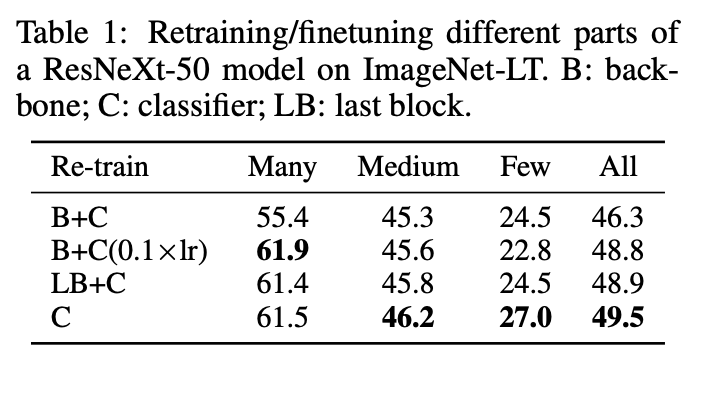 Table 1: Retraining/finetuning different parts of
a ResNeXt-50 model on ImageNet-LT. B: back-
bone; C: classifier; LB: last block.
Re-train Many Medium Few All
B+C 55.4 45.3 24.5 46.3
B+C(0.1×lr) 61.9 45.6 22.8 48.8
LB+C 61.4 45.8 24.5 48.9
C 61.5 46.2 27.0 49.5